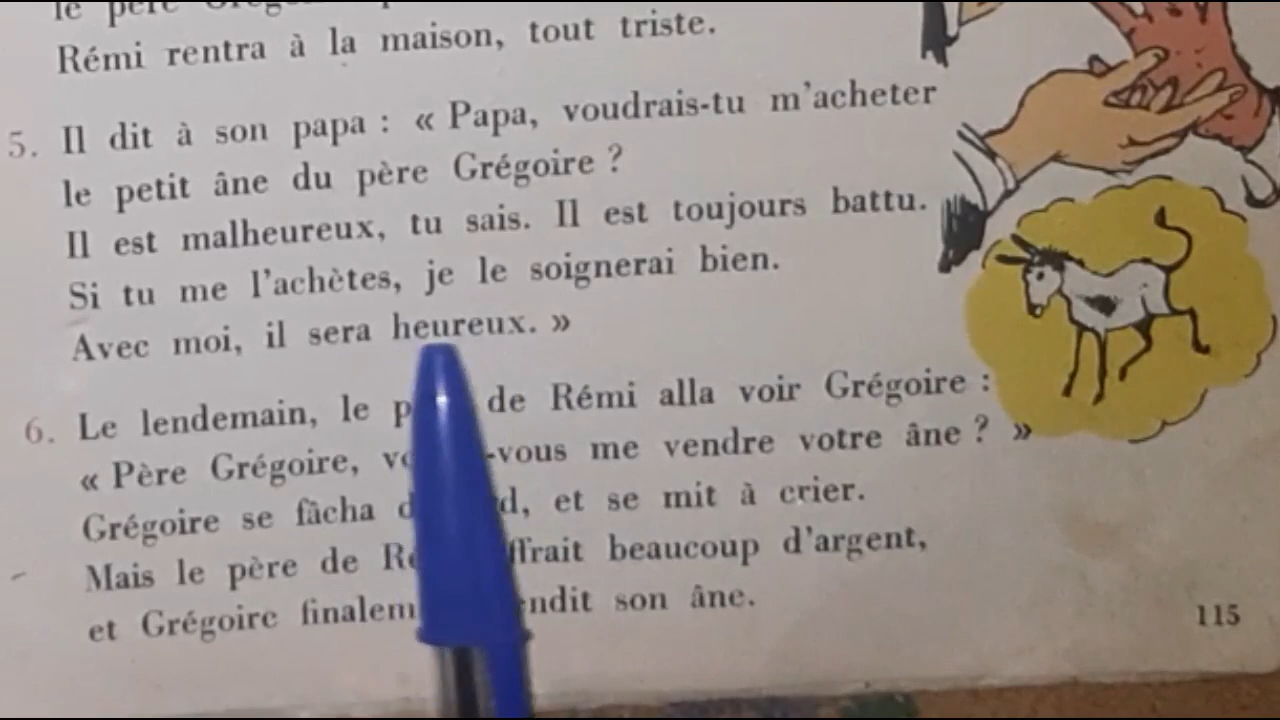 le père
Rémi rentra à la maison, tout triste.
5. Il dit à son papa : « Papa, voudrais-tu m'acheter
le petit âne du père Grégoire ?
Il est malheureux, tu sais. Il est toujours battu.
Si tu me l'achètes, je le soignerai bien.
Avec moi, il sera heureux. »
6. Le lendemain, le de Rémi alla voir Grégoire :
« Père Grégoire, -vous me vendre votre âne ? »
Grégoire se fâcha et se mit à crier.
Mais le père de beaucoup d'argent,
et Grégoire son âne.
115